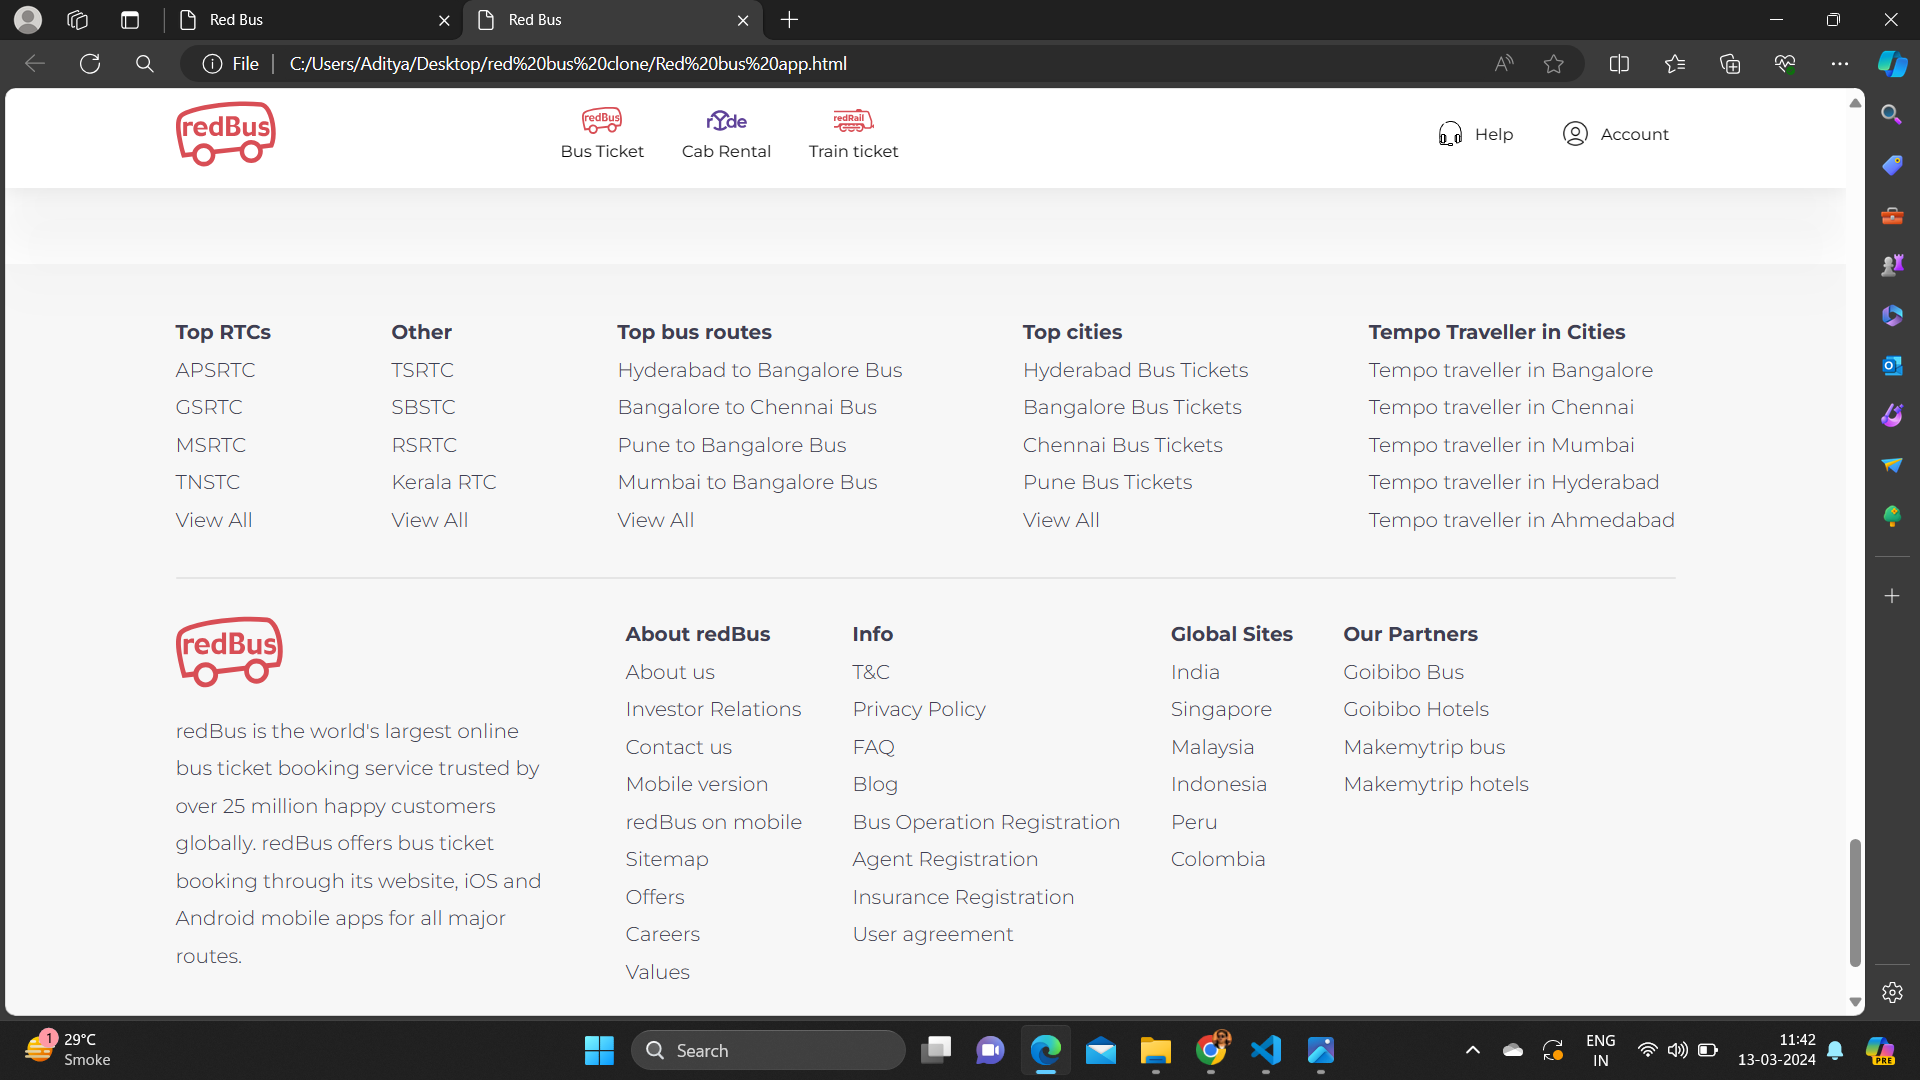 Red Bus
Red Bus
File
C:/Users/Aditya/Desktop/red%20bus%20clone/Red%20bus%20app.html
redBus
redBus
Bus Ticket
rYde
Cab Rental
redRail
Train ticket
Help
Account
Top RTCs
APSRTC
GSRTC
MSRTC
TNSTC
View All
Other
TSRTC
SBSTC
RSRTC
Kerala RTC
View All
Top bus routes
Hyderabad to Bangalore Bus
Bangalore to Chennai Bus
Pune to Bangalore Bus
Mumbai to Bangalore Bus
View All
Top cities
Hyderabad Bus Tickets
Bangalore Bus Tickets
Chennai Bus Tickets
Pune Bus Tickets
View All
Tempo Traveller in Cities
Tempo traveller in Bangalore
Tempo traveller in Chennai
Tempo traveller in Mumbai
Tempo traveller in Hyderabad
Tempo traveller in Ahmedabad
redBus
redBus is the world's largest online
bus ticket booking service trusted by
over 25 million happy customers
globally. redBus offers bus ticket
booking through its website, iOS and
Android mobile apps for all major
routes.
About redBus
About us
Investor Relations
Contact us
Mobile version
redBus on mobile
Sitemap
Offers
Careers
Values
Info
T&C
Privacy Policy
FAQ
Blog
Bus Operation Registration
Agent Registration
Insurance Registration
User agreement
Global Sites
India
Singapore
Malaysia
Indonesia
Peru
Colombia
Our Partners
Goibibo Bus
Goibibo Hotels
Makemytrip bus
Makemytrip hotels
1
29°C
Smoke
Search
ENG
IN
11:42
13-03-2024
PRE